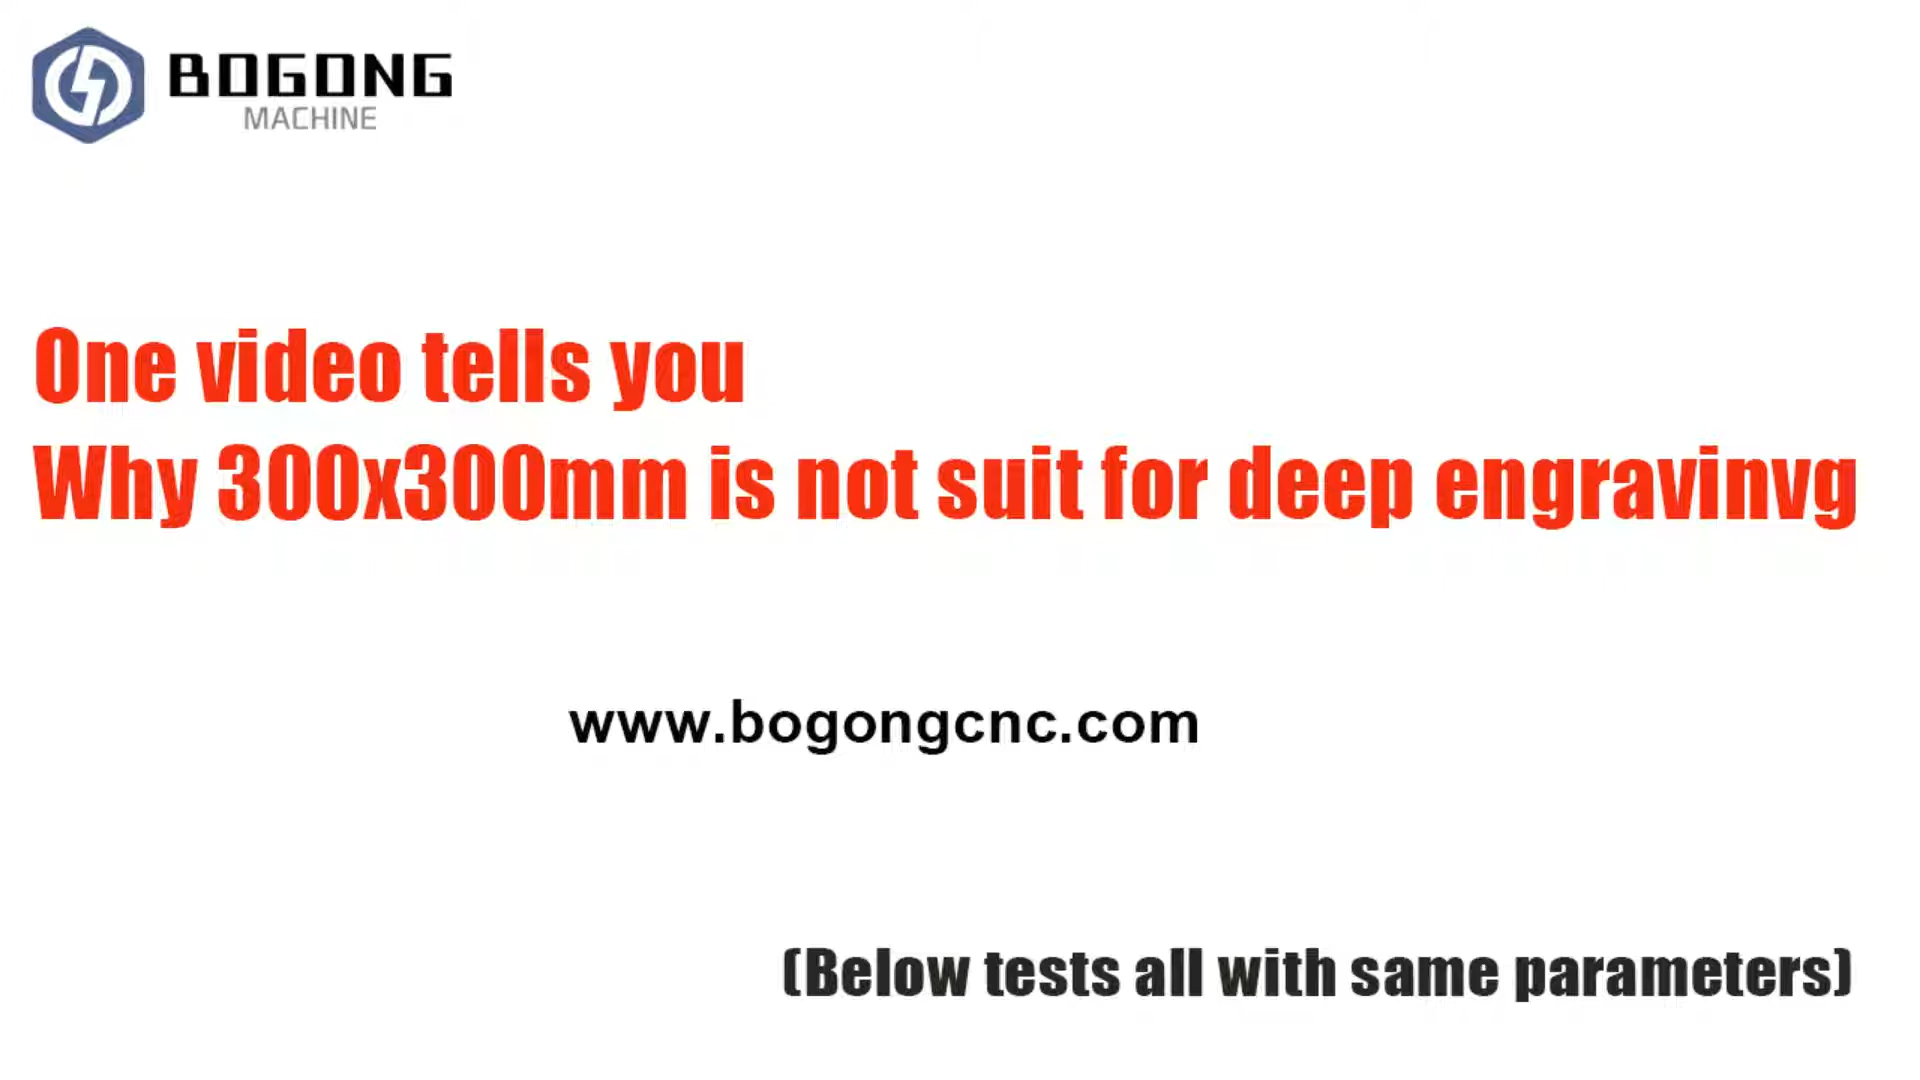 BOGONG
MACHINE
One video tells you
Why 300x300mm is not suit for deep engravinvg
www.bogongcnc.com
(Below tests all with same parameters)